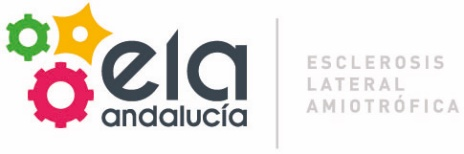 ela
andalucía
ESCLEROSIS
LATERAL
AMIOTRÓFICA